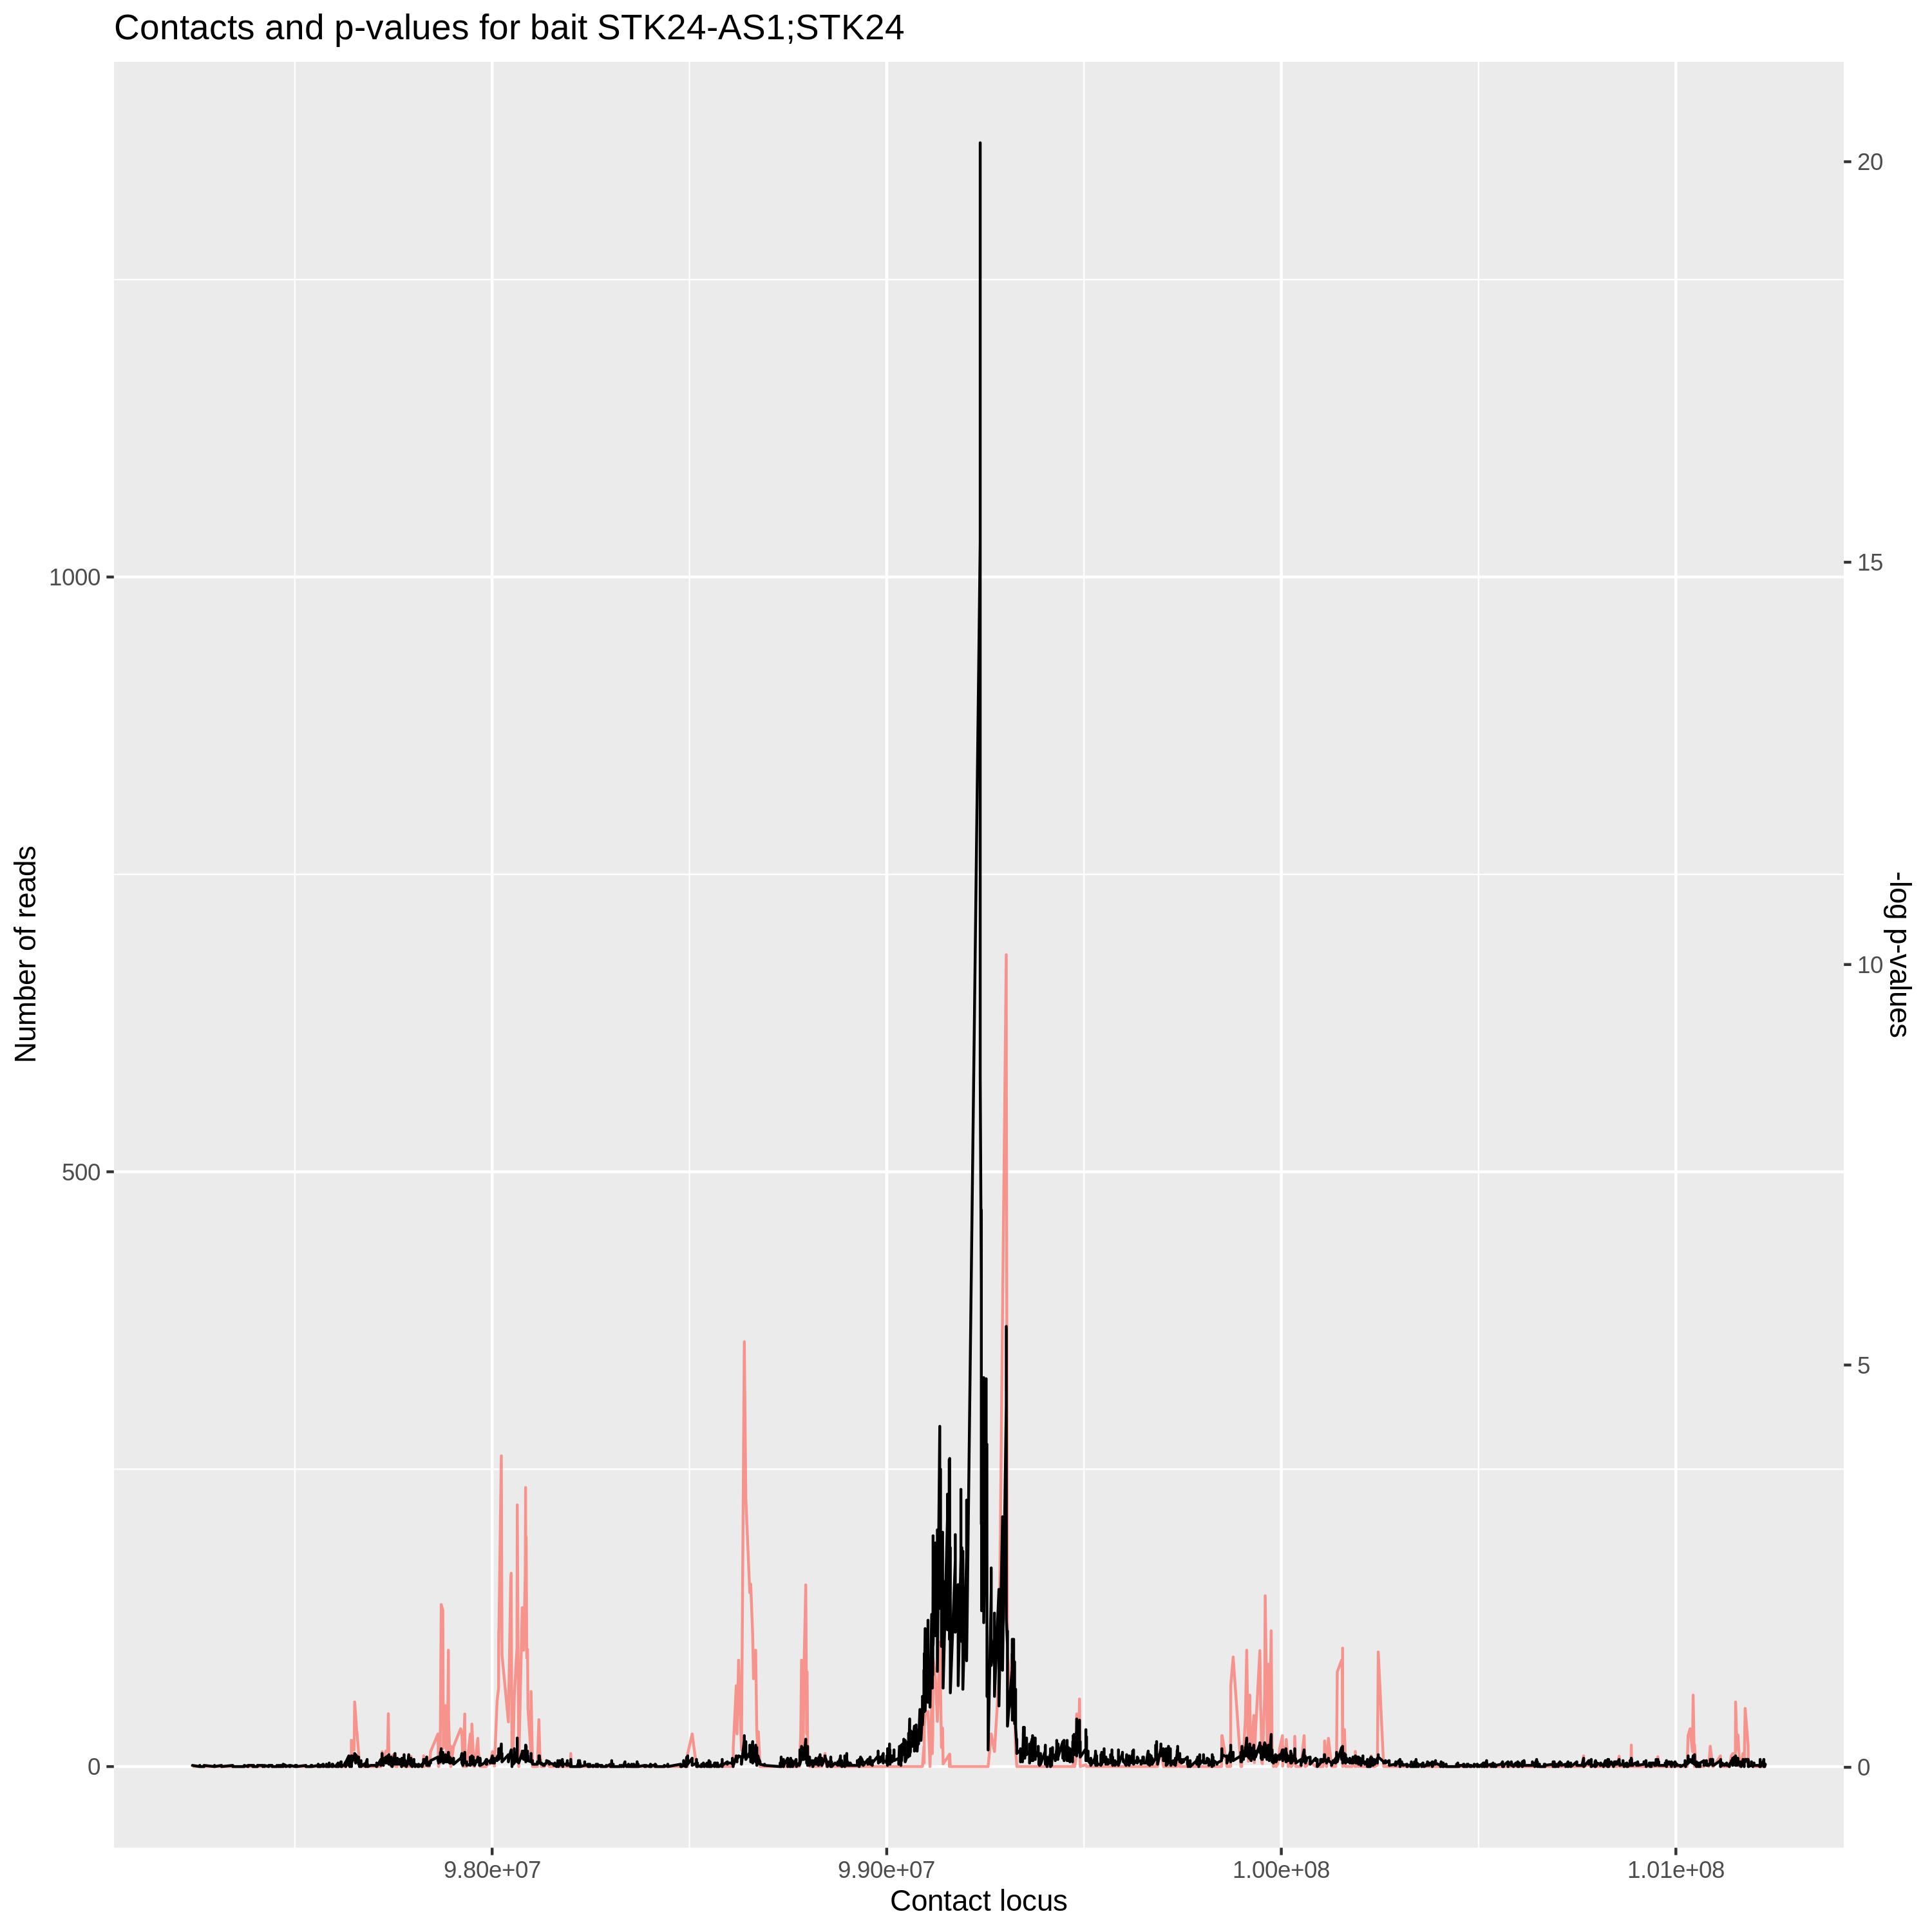 Contacts and p-values for bait STK24-AS1;STK24
Number of reads
1000
500
0
20
15
10
5
0
-log p-values
9.80e+07
9.90e+07
1.00e+08
1.01e+08
Contact locus